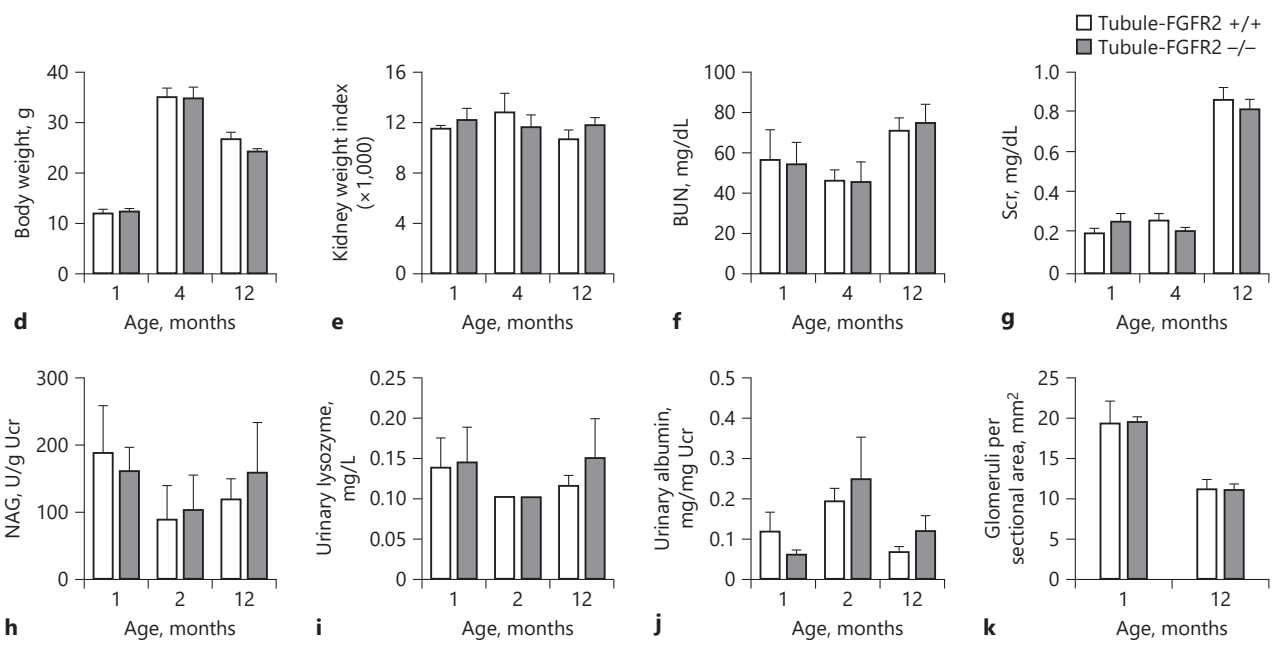 Tubule-FGFR2 +/+
Tubule-FGFR2 –/–
40
30
20
10
0
Body weight, g
1 4 12
Age, months
d
16
12
8
4
0
Kidney weight index
(×1,000)
1 4 12
Age, months
e
100
80
60
40
20
0
BUN, mg/dL
1 4 12
Age, months
f
1.0
0.8
0.6
0.4
0.2
0
Scr, mg/dL
1 4 12
Age, months
g
300
200
100
0
NAG, U/g Ucr
1 2 12
Age, months
h
0.25
0.20
0.15
0.10
0.05
0
Urinary lysozyme,
mg/L
1 2 12
Age, months
i
0.5
0.4
0.3
0.2
0.1
0
Urinary albumin,
mg/mg Ucr
1 2 12
Age, months
j
25
20
15
10
5
0
Glomeruli per
sectional area, mm²
1 12
Age, months
k